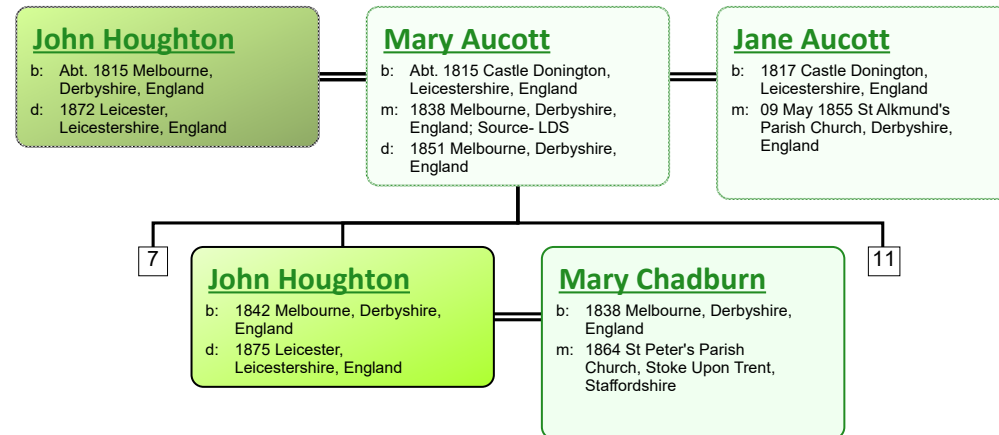 John Houghton
b: Abt. 1815 Melbourne,
Derbyshire, England
d: 1872 Leicester,
Leicestershire, England
Mary Aucott
b: Abt. 1815 Castle Donington,
Leicestershire, England
m: 1838 Melbourne, Derbyshire,
England; Source- LDS
d: 1851 Melbourne, Derbyshire,
England
Jane Aucott
b: 1817 Castle Donington,
Leicestershire, England
m: 09 May 1855 St Alkmund's
Parish Church, Derbyshire,
England
7
John Houghton
b: 1842 Melbourne, Derbyshire,
England
d: 1875 Leicester,
Leicestershire, England
Mary Chadburn
b: 1838 Melbourne, Derbyshire,
England
m: 1864 St Peter's Parish
Church, Stoke Upon Trent,
Staffordshire
11